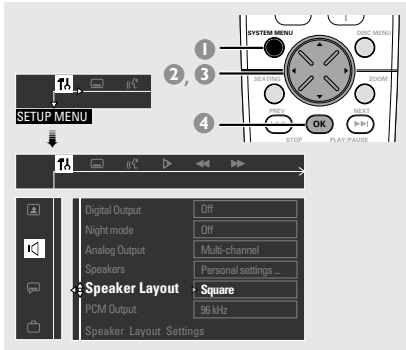 SYSTEM MENU
DISC MENU
1
2, 3
SEATING
ZOOM
PREV
NEXT
4
OK
STOP
PLAY/PAUSE
SETUP MENU
Digital Output
Off
Night mode
Off
Analog Output
Multi-channel
Speakers
Personal settings ...
Speaker Layout
Square
PCM Output
96 kHz
Speaker Layout Settings